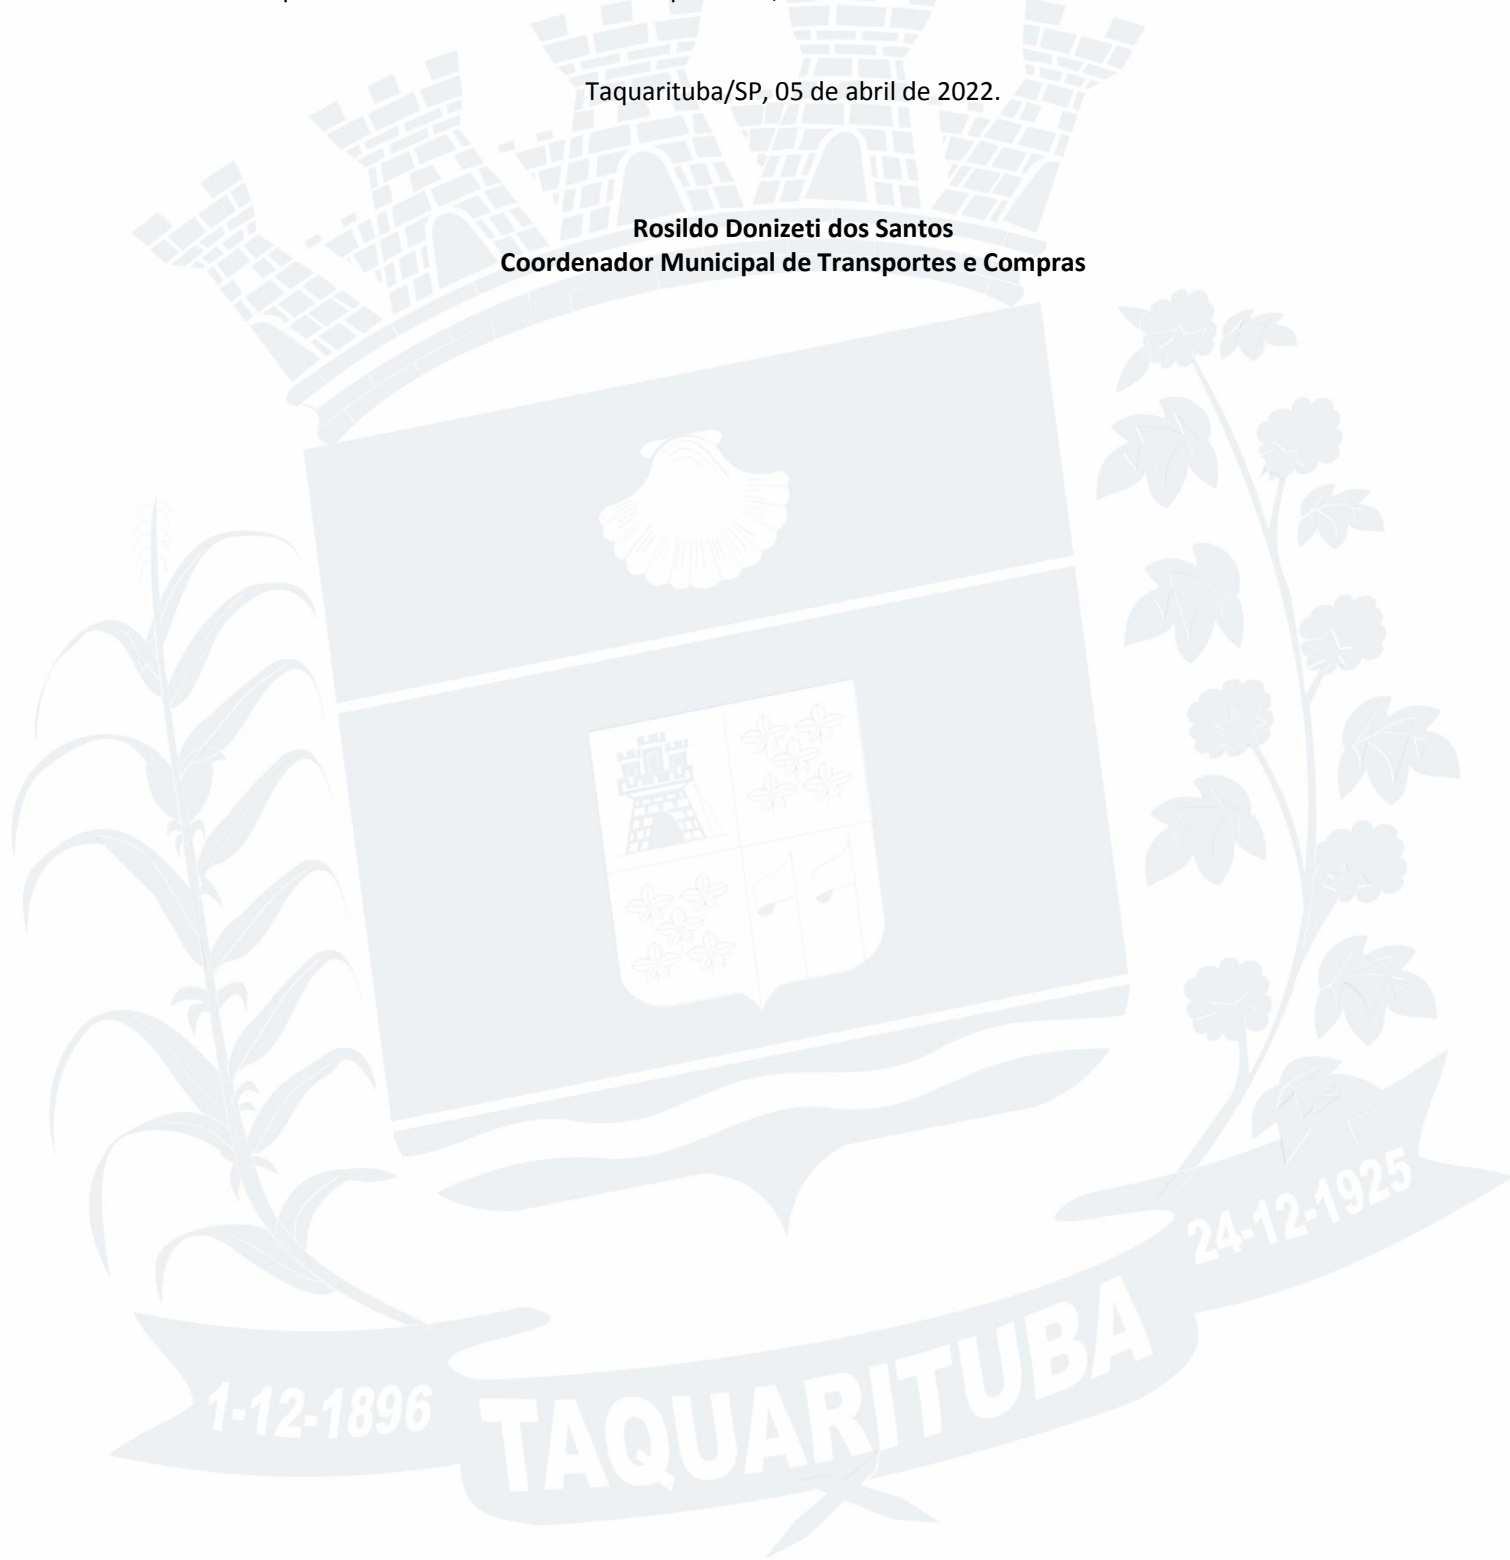 Taquarituba/SP, 05 de abril de 2022.
Rosildo Donizeti dos Santos
Coordenador Municipal de Transportes e Compras
1-12-1896
TAQUARITUBA
24-12-1925